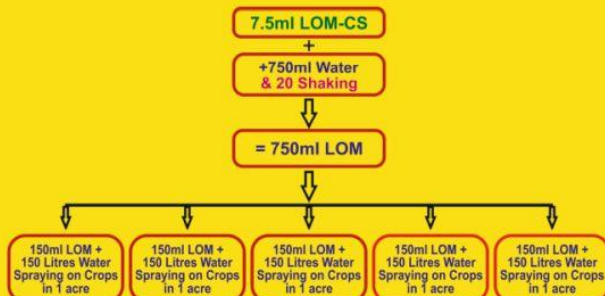 7.5ml LOM-CS
+
+750ml Water
& 20 Shaking
= 750ml LOM
150ml LOM +
150 Litres Water
Spraying on Crops
in 1 acre
150ml LOM +
150 Litres Water
Spraying on Crops
in 1 acre
150ml LOM +
150 Litres Water
Spraying on Crops
in 1 acre
150ml LOM +
150 Litres Water
Spraying on Crops
in 1 acre
150ml LOM +
150 Litres Water
Spraying on Crops
in 1 acre